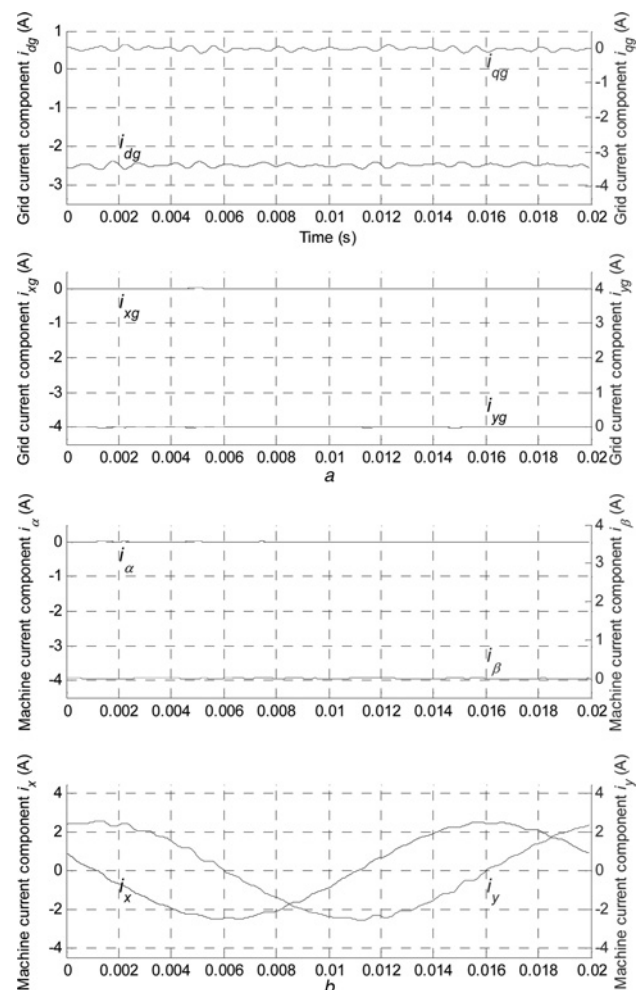 Grid current component i_dg (A)
1
0
-1
-2
-3
i_qg
i_dg
0
-1
-2
-3
Grid current component i_qg (A)
0 0.002 0.004 0.006 0.008 0.01 0.012 0.014 0.016 0.018 0.02
Time (s)
Grid current component i_xg (A)
0
-1
-2
-3
-4
i_xg
i_yg
4
3
2
1
0
Grid current component i_yg (A)
0 0.002 0.004 0.006 0.008 0.01 0.012 0.014 0.016 0.018 0.02
a
Machine current component i_α (A)
0
-1
-2
-3
-4
i_α
i_β
4
3
2
1
0
Machine current component i_β (A)
0 0.002 0.004 0.006 0.008 0.01 0.012 0.014 0.016 0.018 0.02
Machine current component i_x (A)
4
2
0
-2
-4
i_x
i_y
4
2
0
-2
-4
Machine current component i_y (A)
0 0.002 0.004 0.006 0.008 0.01 0.012 0.014 0.016 0.018 0.02
b